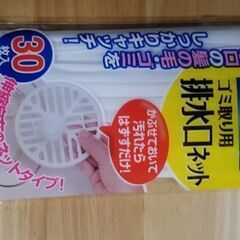 口の髪の毛・ゴミを
しっかりキャッチ!
30枚入
ゴミ取り用
排水口ネット
かぶせておいて
汚れたら
はずすだけ!
ネットタイプ!